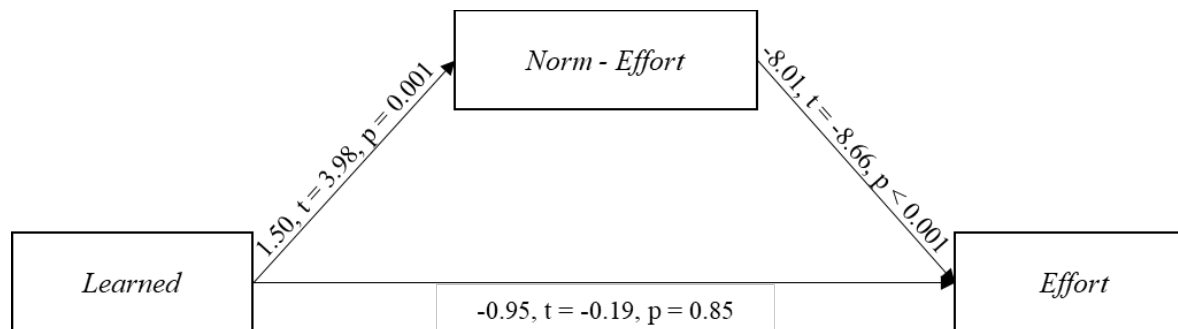 Norm - Effort
1.50, t = 3.98, p = 0.001
-8.01, t = -8.66, p < 0.001
Learned
Effort
-0.95, t = -0.19, p = 0.85